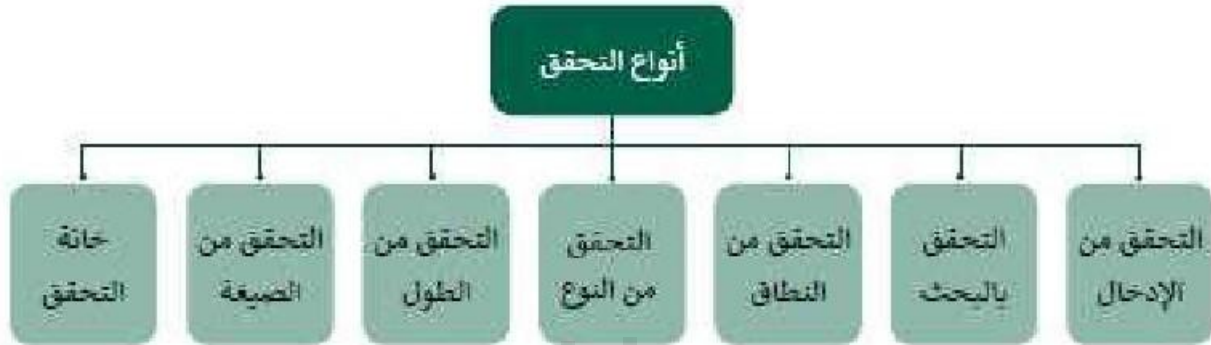 أنواع التحقق
التحقق من
الإدخال
التحقق
بالبحث
التحقق من
النطاق
التحقق
من النوع
التحقق من
الطول
التحقق من
الصيغة
خانة
التحقق